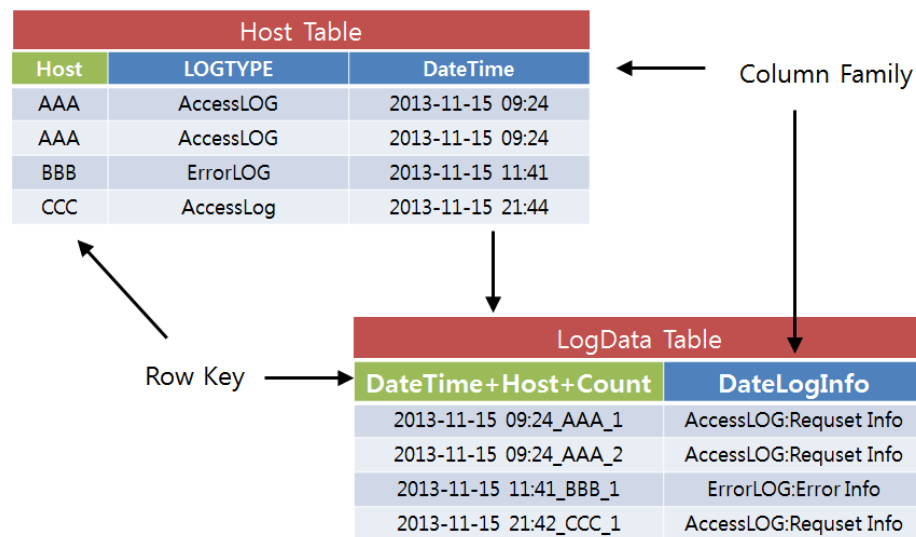 Host Table
Host LOGTYPE DateTime
AAA AccessLOG 2013-11-15 09:24
AAA AccessLOG 2013-11-15 09:24
BBB ErrorLOG 2013-11-15 11:41
CCC AccessLog 2013-11-15 21:44
Column Family
Row Key
LogData Table
DateTime+Host+Count DateLogInfo
2013-11-15 09:24_AAA_1 AccessLOG:Requset Info
2013-11-15 09:24_AAA_2 AccessLOG:Requset Info
2013-11-15 11:41_BBB_1 ErrorLOG:Error Info
2013-11-15 21:42_CCC_1 AccessLOG:Requset Info